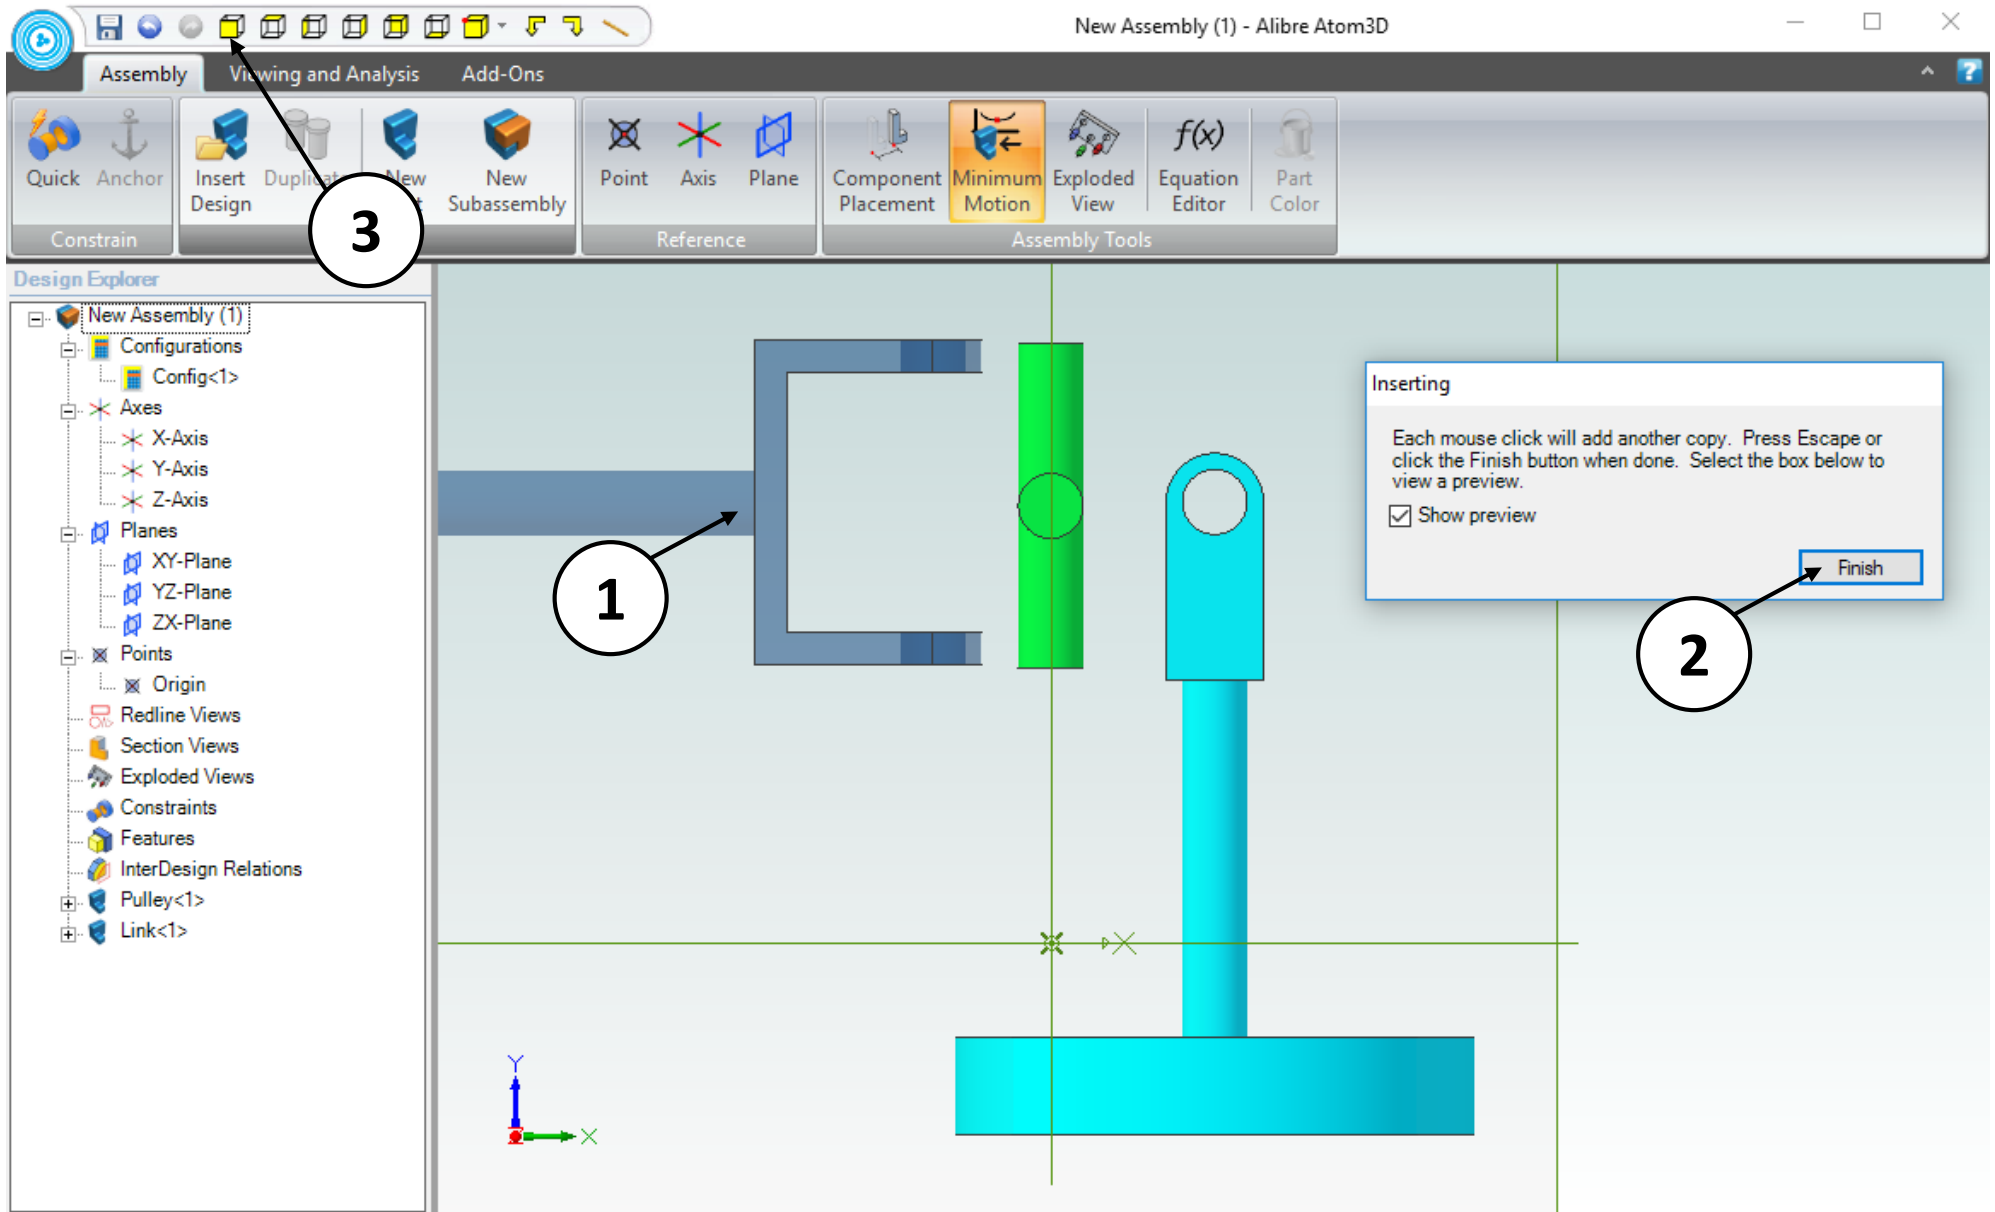 New Assembly (1) - Alibre Atom3D
Assembly Viewing and Analysis Add-Ons
Quick Anchor
Insert Design
Duplicate
New
New Subassembly
Point Axis Plane
Component Placement
Minimum Motion
Exploded View
Equation Editor
f(x)
Part Color
Constrain
Reference
Assembly Tools
3
Design Explorer
New Assembly (1)
Configurations
Config<1>
Axes
X-Axis
Y-Axis
Z-Axis
Planes
XY-Plane
YZ-Plane
ZX-Plane
Points
Origin
Redline Views
Section Views
Exploded Views
Constraints
Features
InterDesign Relations
Pulley<1>
Link<1>
1
Inserting
Each mouse click will add another copy. Press Escape or
click the Finish button when done. Select the box below to
view a preview.
Show preview
Finish
2
Y
X
X